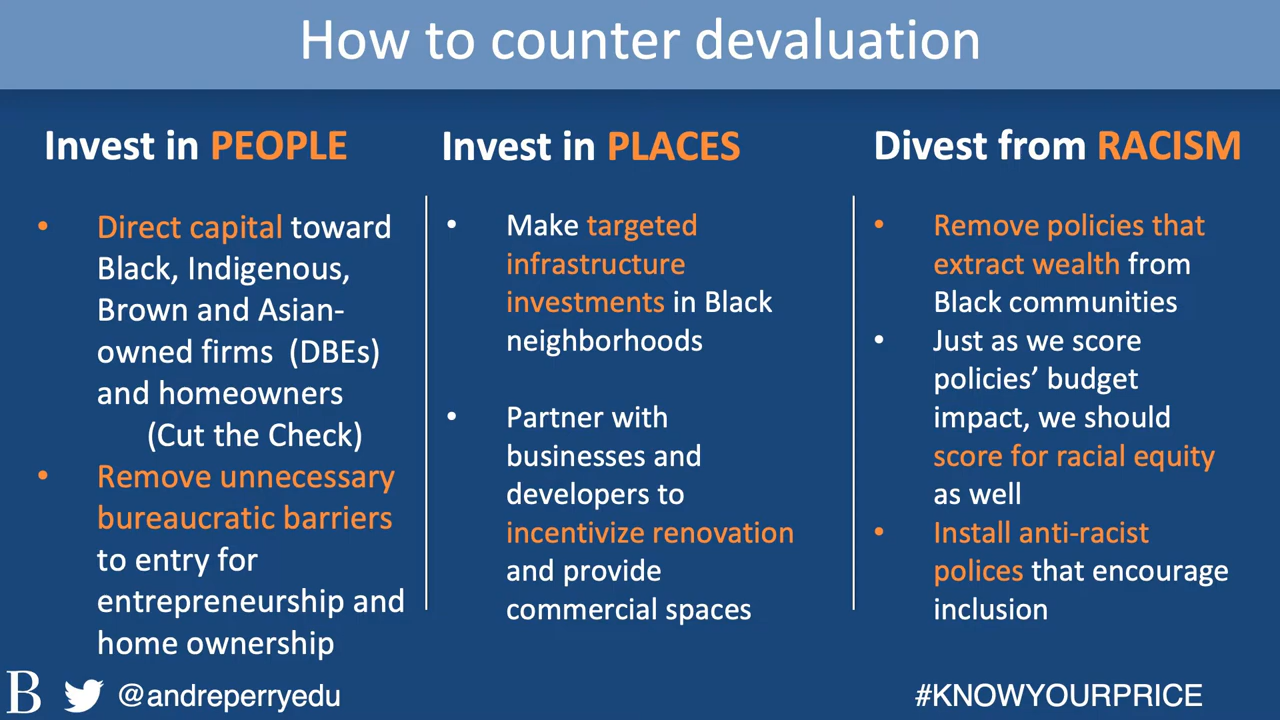 How to counter devaluation
Invest in PEOPLE
• Direct capital toward
Black, Indigenous,
Brown and Asian-
owned firms (DBEs)
and homeowners
(Cut the Check)
• Remove unnecessary
bureaucratic barriers
to entry for
entrepreneurship and
home ownership
Invest in PLACES
• Make targeted
infrastructure
investments in Black
neighborhoods
• Partner with
businesses and
developers to
incentivize renovation
and provide
commercial spaces
Divest from RACISM
• Remove policies that
extract wealth from
Black communities
• Just as we score
policies’ budget
impact, we should
score for racial equity
as well
• Install anti-racist
polices that encourage
inclusion
B @andreperryedu
#KNOWYOURPRICE